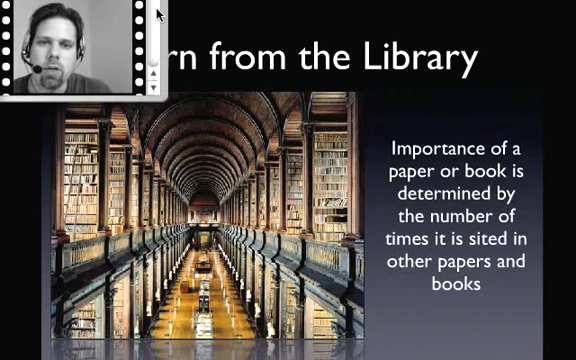 rn from the Library
Importance of a
paper or book is
determined by
the number of
times it is sited in
other papers and
books